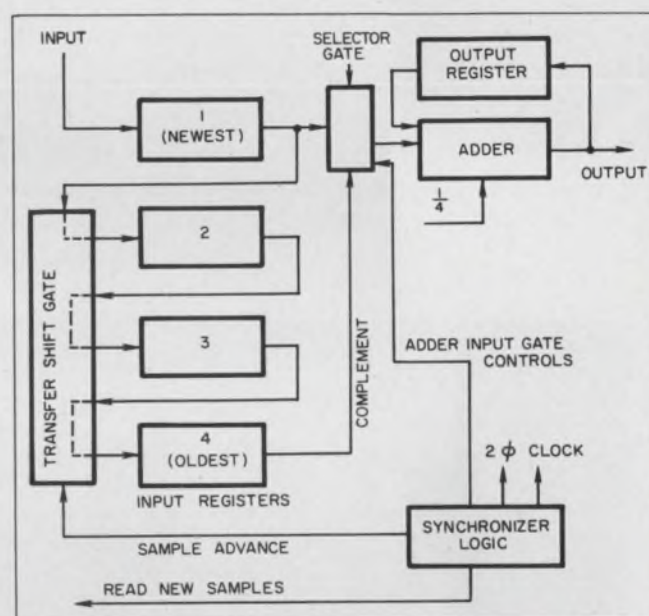 INPUT
SELECTOR
GATE
OUTPUT
REGISTER
1
(NEWEST)
ADDER
OUTPUT
1/4
TRANSFER SHIFT GATE
2
3
COMPLEMENT
ADDER INPUT GATE
CONTROLS
4
(OLDEST)
INPUT REGISTERS
2 ϕ CLOCK
SYNCHRONIZER
LOGIC
SAMPLE ADVANCE
READ NEW SAMPLES